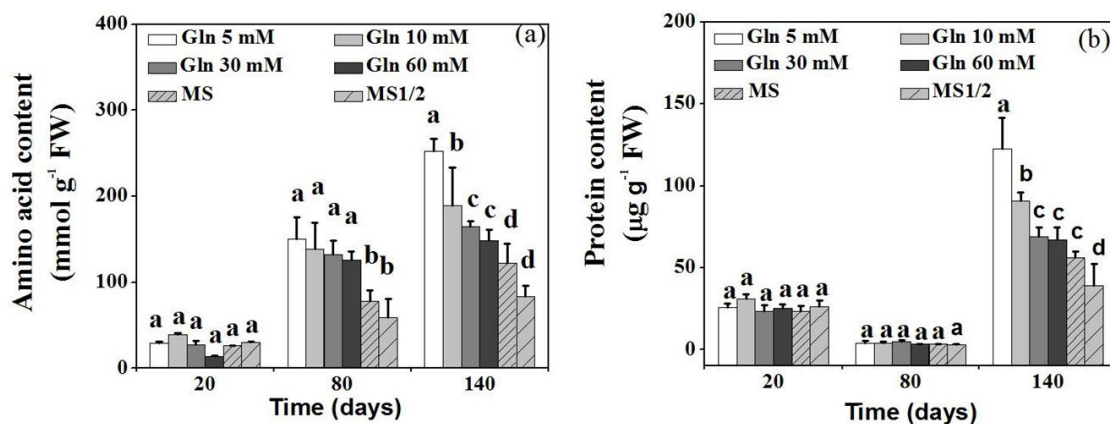 Amino acid content
(mmol g-1 FW)
400
300
200
100
0
(a)
Gln 5 mM
Gln 10 mM
Gln 30 mM
Gln 60 mM
MS
MS1/2
a a a a a a
a a a a b b
a b c c d d
20 80 140
Time (days)
Protein content
(µg g-1 FW)
200
150
100
50
0
(b)
Gln 5 mM
Gln 10 mM
Gln 30 mM
Gln 60 mM
MS
MS1/2
a a a a a a
a a a a a a
a b c c c d
20 80 140
Time (days)